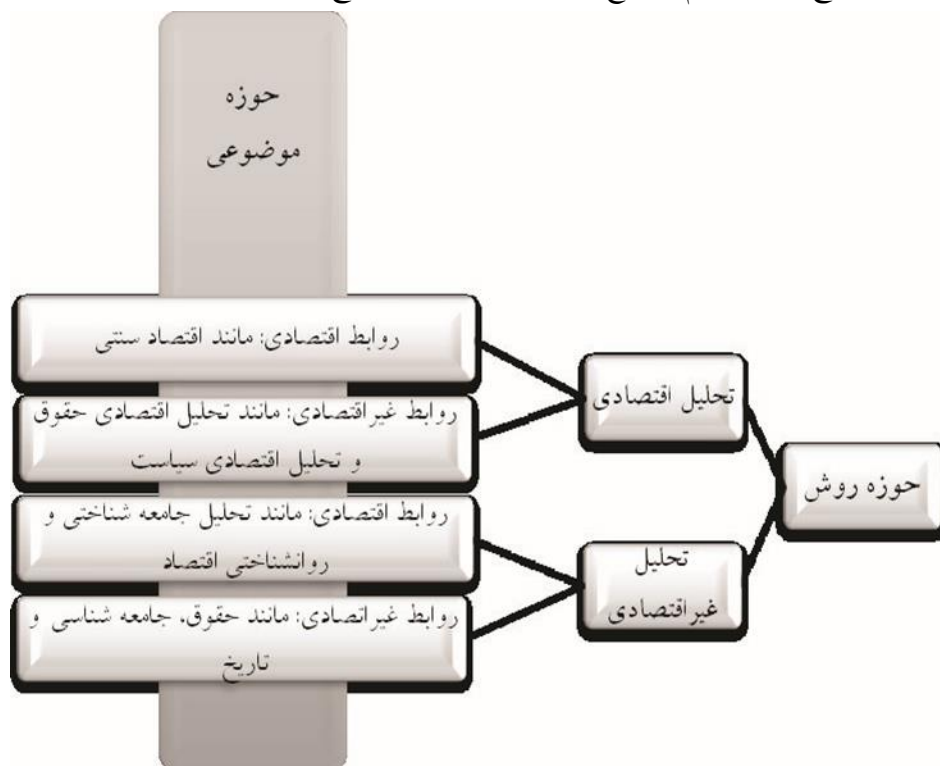 حوزه
موضوعی
روابط اقتصادی: مانند اقتصاد سنتی
روابط غیراقتصادی: مانند تحلیل اقتصادی حقوق
و تحلیل اقتصادی سیاست
روابط اقتصادی: مانند تحلیل جامعه شناختی و
روانشناختی اقتصاد
روابط غیراتصادی: مانند حقوق، جامعه شناسی و
تاریخ
تحلیل اقتصادی
تحلیل
غیراقتصادی
حوزه روش